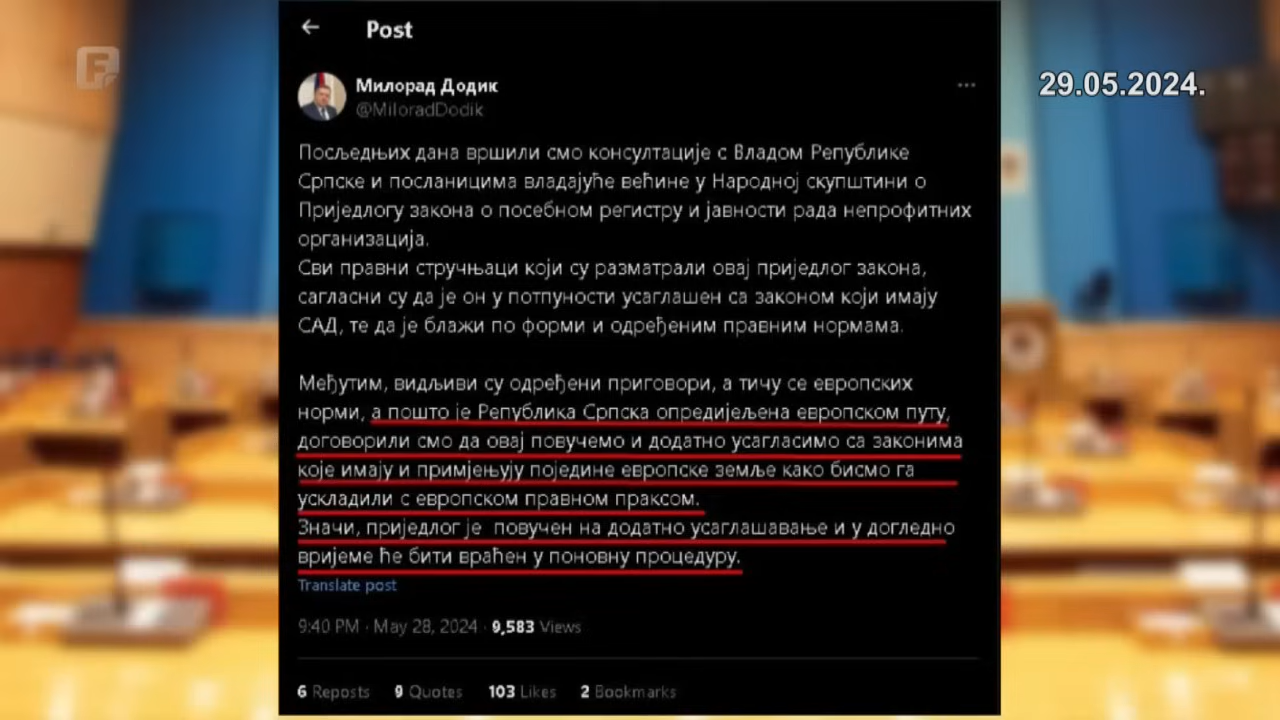 Post
29.05.2024.
Милорад Додик
@MiloradDodik
Посљедњих дана вршили смо консултације с Владом Републике
Српске и посланицима владајуће већине у Народној скупштини о
Приједлогу закона о посебном регистру и јавности рада непрофитних
организација.
Сви правни стручњаци који су разматрали овај приједлог закона,
сагласни су да је он у потпуности усаглашен са законом који имају
САД, те да је блажи по форми и одређеним правним нормама.
Међутим, видљиви су одређени приговори, а тичу се европских
норми, а пошто је Република Српска опредијељена европском путу,
договорили смо да овај повучемо и додатно усагласимо са законима
које имају и примјењују поједине европске земље како бисмо га
ускладили с европском правном праксом.
Значи, приједлог је повучен на додатно усаглашавање и у догледно
вријеме ће бити враћен у поновну процедуру.
Translate post
9:40 PM · May 28, 2024 · 9,583 Views
6 Reposts 9 Quotes 103 Likes 2 Bookmarks